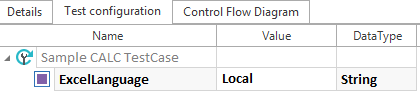 Details Test configuration Control Flow Diagram
Name Value DataType
Sample CALC TestCase
ExcelLanguage Local String